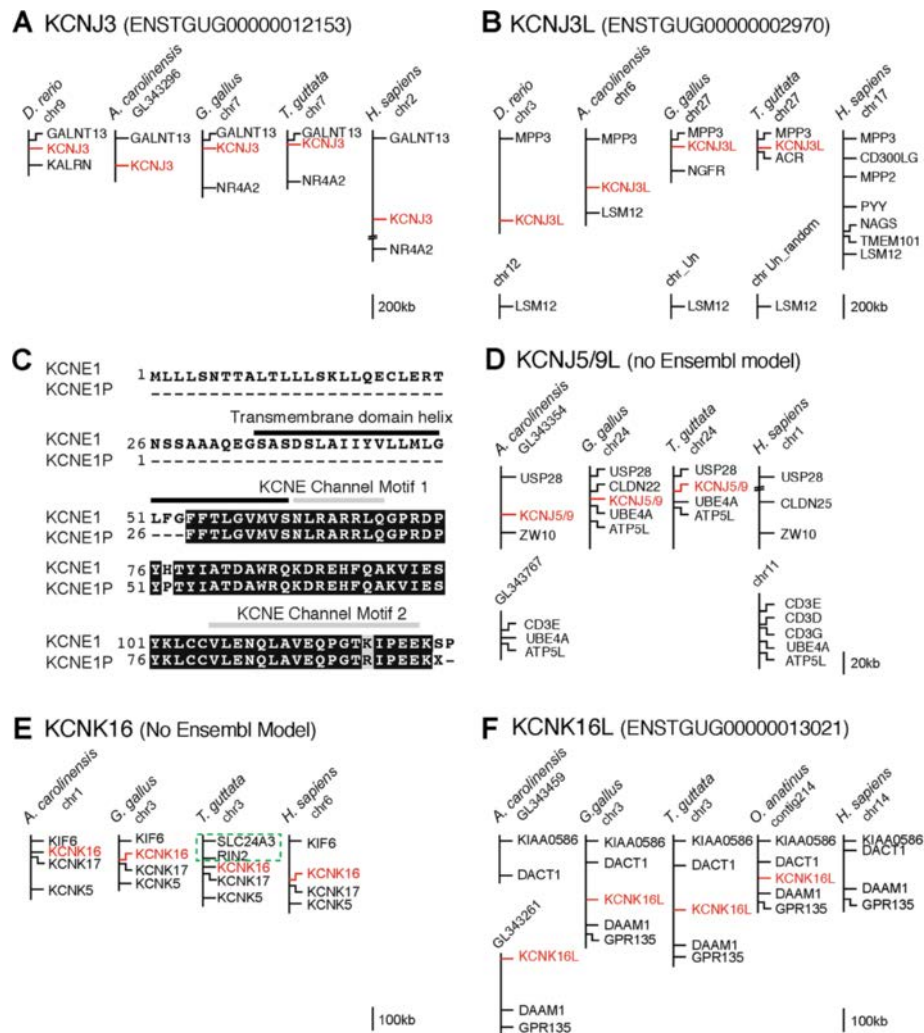 A KCNJ3 (ENSTGUG00000012153)
D. rerio
chr9
GALNT13
KCNJ3
KALRN
A. carolinensis
GL343296
GALNT13
KCNJ3
G. gallus
chr7
GALNT13
KCNJ3
NR4A2
T. guttata
chr7
GALNT13
KCNJ3
NR4A2
H. sapiens
chr2
GALNT13
KCNJ3
NR4A2
200kb
B KCNJ3L (ENSTGUG00000002970)
D. rerio
chr3
MPP3
KCNJ3L
chr12
LSM12
A. carolinensis
chr6
MPP3
KCNJ3L
LSM12
G. gallus
chr27
MPP3
KCNJ3L
NGFR
chr_Un
LSM12
T. guttata
chr27
MPP3
KCNJ3L
ACR
chr Un_random
LSM12
H. sapiens
chr17
MPP3
CD300LG
MPP2
PYY
NAGS
TMEM101
LSM12
200kb
C
KCNE1 1 MLLLSNTTALTLLLSKLLQECLERT
KCNE1P -------------------------
Transmembrane domain helix
KCNE1 26 NSSAAAQEGSASDSLAIIYVLLMLG
KCNE1P 1 -------------------------
KCNE Channel Motif 1
KCNE1 51 LFGFFTLGVMVSNLRARRLQGPRDP
KCNE1P 26 ---FFTLGVMVSNLRARRLQGPRDP
KCNE1 76 YHTYIATDAWRQKDREHFQAKVIES
KCNE1P 51 YPTYIATDAWRQKDREHFQAKVIES
KCNE Channel Motif 2
KCNE1 101 YKLCCVLENQLAVEQPGTKIPEEKSP
KCNE1P 76 YKLCCVLENQLAVEQPGTRIPEEKX-
D KCNJ5/9L (no Ensembl model)
A. carolinensis
GL343354
USP28
KCNJ5/9
ZW10
GL343767
CD3E
UBE4A
ATP5L
G. gallus
chr24
USP28
CLDN22
KCNJ5/9
UBE4A
ATP5L
T. guttata
chr24
USP28
KCNJ5/9
UBE4A
ATP5L
H. sapiens
chr1
USP28
CLDN25
ZW10
chr11
CD3E
CD3D
CD3G
UBE4A
ATP5L
20kb
E KCNK16 (No Ensembl Model)
A. carolinensis
chr1
KIF6
KCNK16
KCNK17
KCNK5
G. gallus
chr3
KIF6
KCNK16
KCNK17
KCNK5
T. guttata
chr3
SLC24A3
RIN2
KCNK16
KCNK17
KCNK5
H. sapiens
chr6
KIF6
KCNK16
KCNK17
KCNK5
100kb
F KCNK16L (ENSTGUG00000013021)
A. carolinensis
GL343459
KIAA0586
DACT1
GL343261
KCNK16L
DAAM1
GPR135
G.gallus
chr3
KIAA0586
DACT1
KCNK16L
DAAM1
GPR135
T. guttata
chr3
KIAA0586
DACT1
KCNK16L
DAAM1
GPR135
O. anatinus
contig214
KIAA0586
DACT1
KCNK16L
DAAM1
GPR135
H. sapiens
chr14
KIAA0586
DACT1
DAAM1
GPR135
100kb